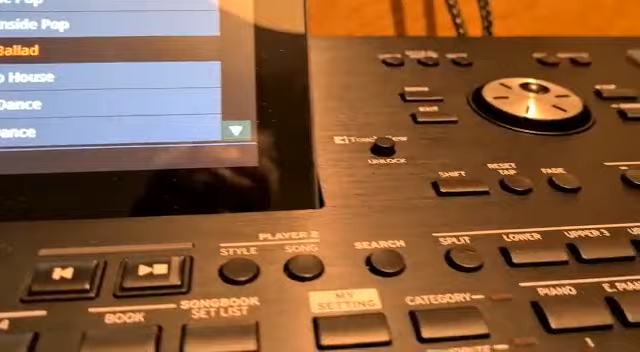 nside Pop
Ballad
o House
Dance
ance
UNLOCK
SHIFT
RESET
TAP
FADE
PLAYER 2
STYLE
SONG
SEARCH
SPLIT
LOWER
UPPER 3
BOOK
SONGBOOK
SET LIST
MY
SETTING
CATEGORY
PIANO
E. PIA